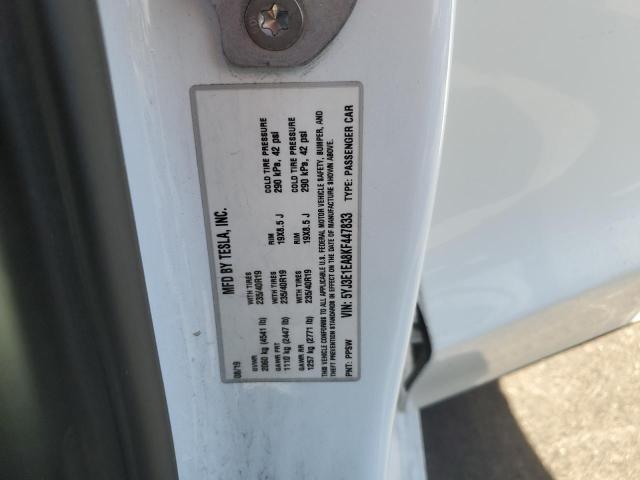 MFD BY TESLA, INC.
08/19
GVWR
2060 kg (4541 lb)
WITH TIRES
235/40R19
RIM
19X8.5 J
COLD TIRE PRESSURE
290 kPa, 42 psi
GAWR FRT
1110 kg (2447 lb)
WITH TIRES
235/40R19
RIM
19X8.5 J
COLD TIRE PRESSURE
290 kPa, 42 psi
GAWR RR
1257 kg (2771 lb)
WITH TIRES
235/40R19
THIS VEHICLE CONFORMS TO ALL APPLICABLE U.S. FEDERAL MOTOR VEHICLE SAFETY, BUMPER, AND
THEFT PREVENTION STANDARDS IN EFFECT ON THE DATE OF MANUFACTURE SHOWN ABOVE.
VIN: 5YJ3E1EA8KF447833
PNT: PPSW
TYPE: PASSENGER CAR